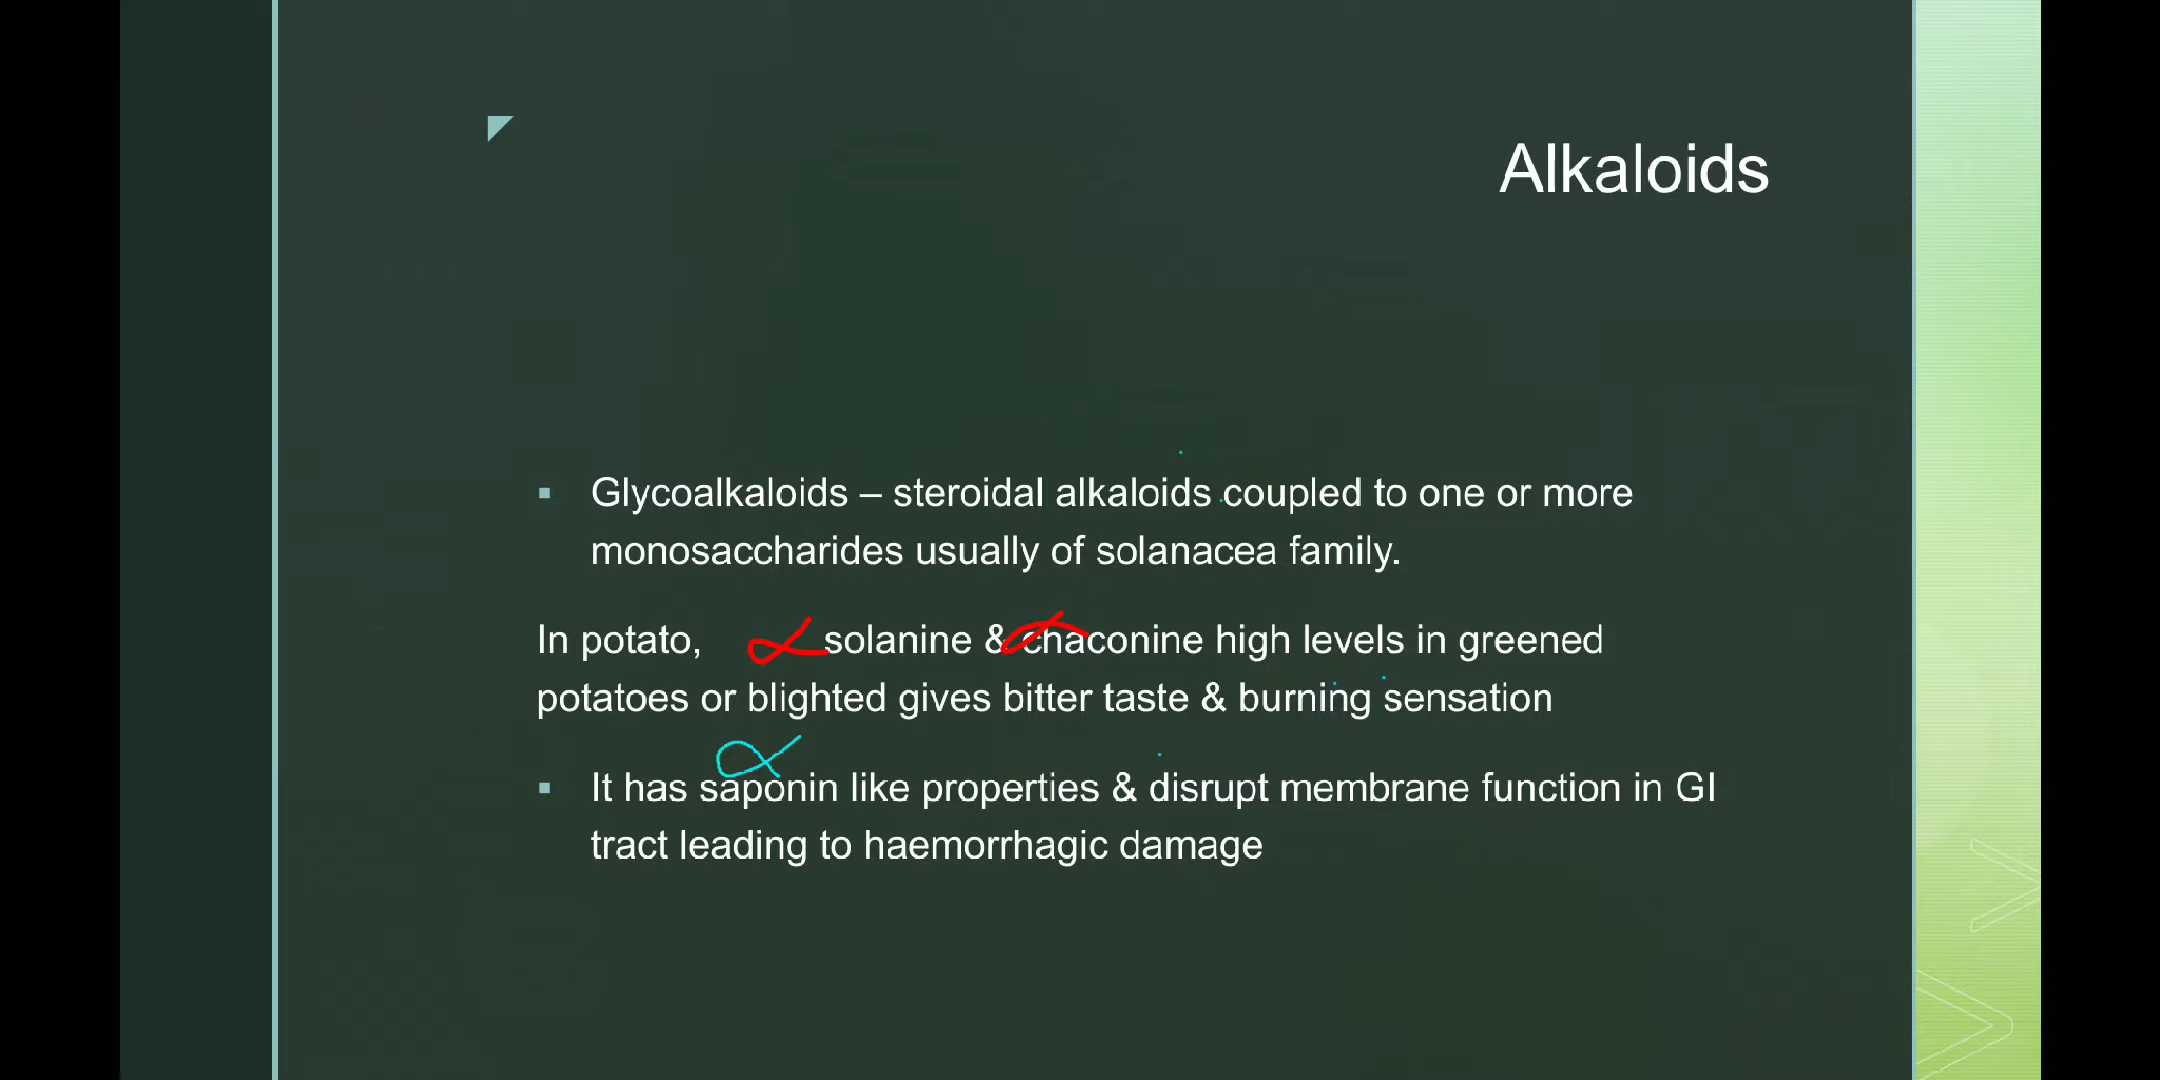 Alkaloids
▪ Glycoalkaloids – steroidal alkaloids coupled to one or more
monosaccharides usually of solanacea family.
In potato, α solanine & α chaconine high levels in greened
potatoes or blighted gives bitter taste & burning sensation
α
▪ It has saponin like properties & disrupt membrane function in GI
tract leading to haemorrhagic damage